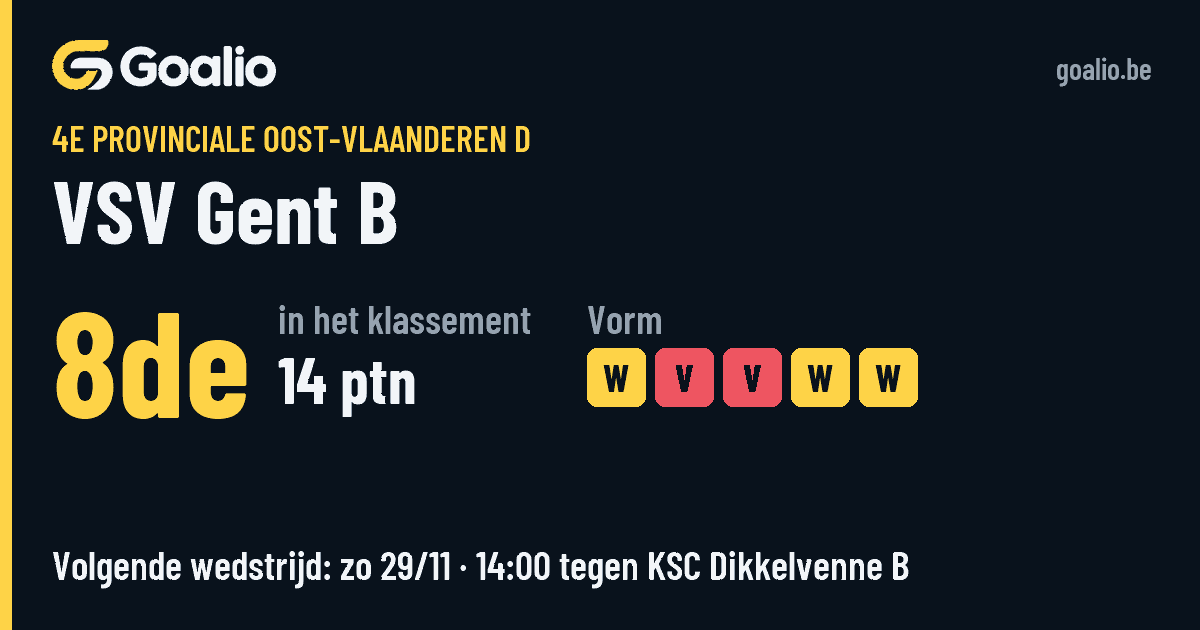 Goalio
goalio.be
4E PROVINCIALE OOST-VLAANDEREN D
VSV Gent B
8de
in het klassement
14 ptn
Vorm
W V V W W
Volgende wedstrijd: zo 29/11 · 14:00 tegen KSC Dikkelvenne B